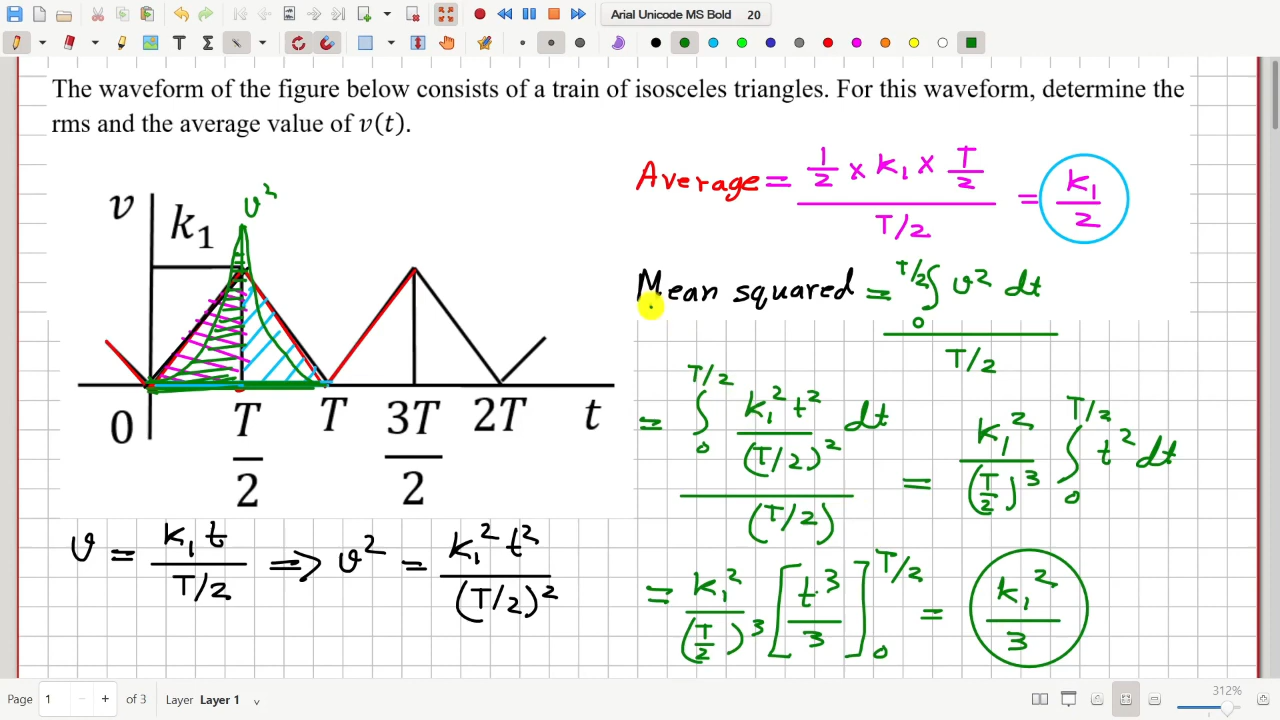 Arial Unicode MS Bold 20
The waveform of the figure below consists of a train of isosceles triangles. For this waveform, determine the
rms and the average value of v(t).
Average = (1/2 × k₁ × T/2) / (T/2) = k₁/2
v
k₁
v²
0
T/2
T
3T/2
2T
t
Mean squared = ∫₀^(T/2) v² dt / (T/2)
= ∫₀^(T/2) k₁² t² / (T/2)² dt / (T/2) = k₁² / (T/2)³ ∫₀^(T/2) t² dt
v = k₁ t / (T/2) => v² = k₁² t² / (T/2)²
= k₁² / (T/2)³ [t³/3]₀^(T/2) = k₁²/3
Page 1 of 3 Layer Layer 1
312%